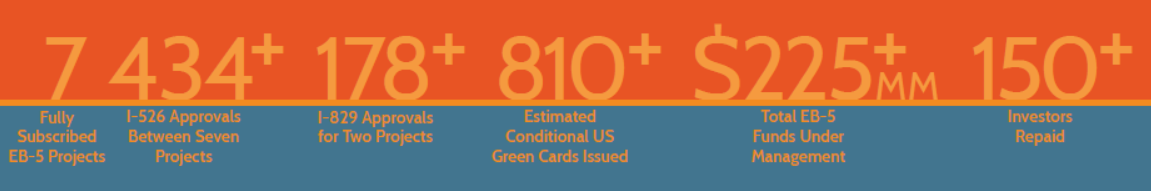 7 434+ 178+ 810+ $225+MM 150+
Fully
Subscribed
EB-5 Projects
I-526 Approvals
Between Seven
Projects
I-829 Approvals
for Two Projects
Estimated
Conditional US
Green Cards Issued
Total EB-5
Funds Under
Management
Investors
Repaid